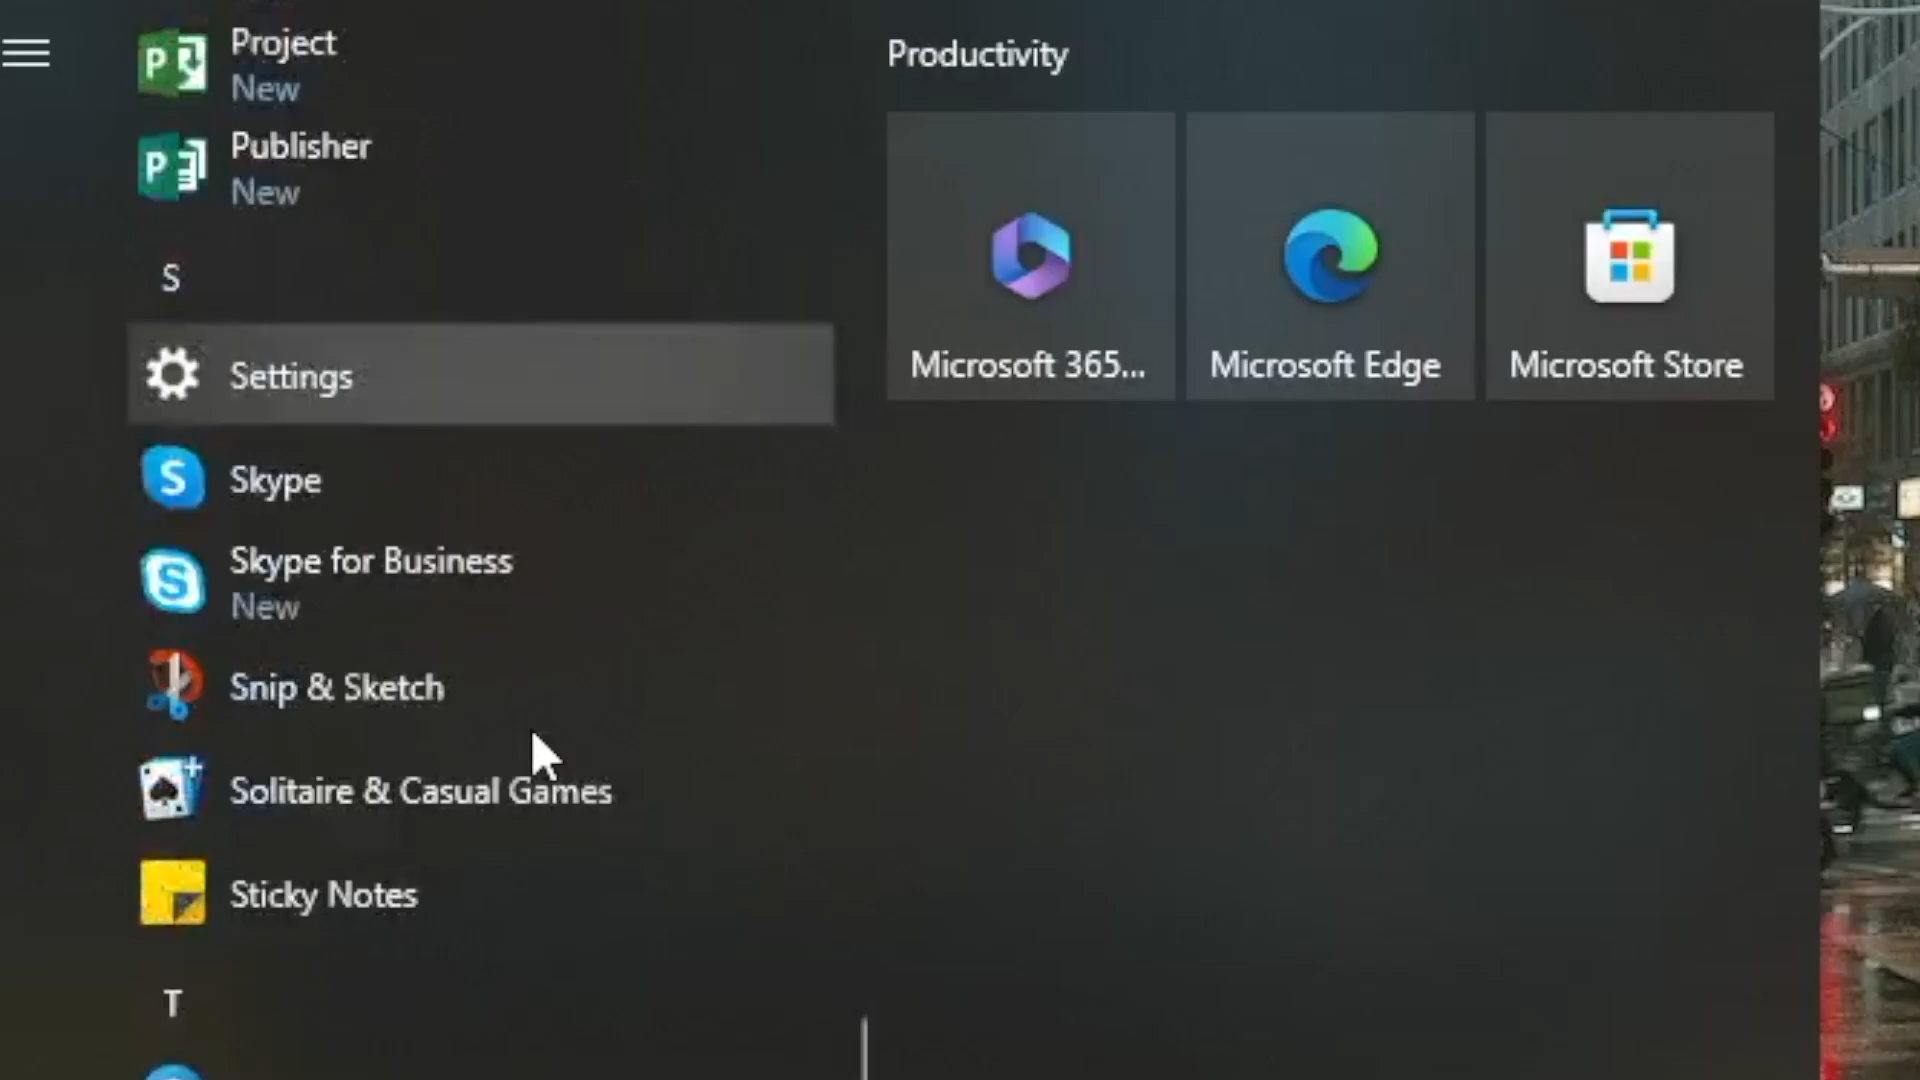 Project
New
Publisher
New
S
Settings
Skype
Skype for Business
New
Snip & Sketch
Solitaire & Casual Games
Sticky Notes
T
Productivity
Microsoft 365...
Microsoft Edge
Microsoft Store